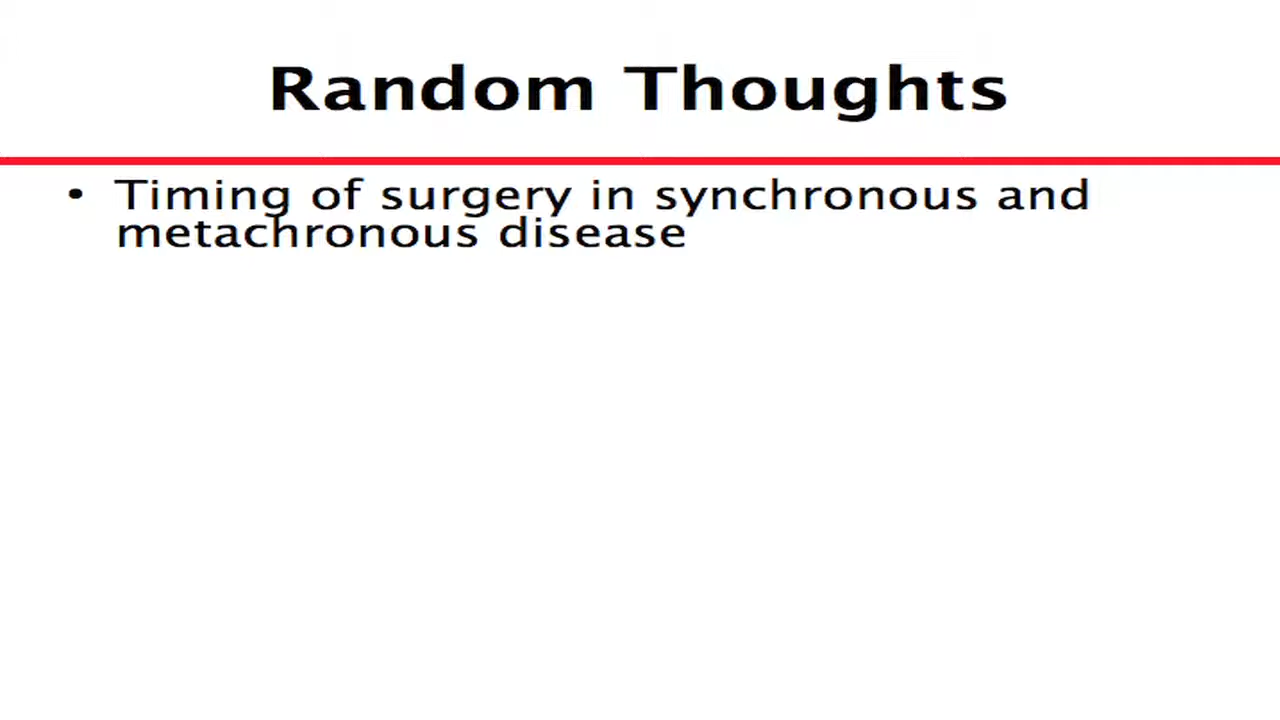 Random Thoughts
• Timing of surgery in synchronous and
metachronous disease